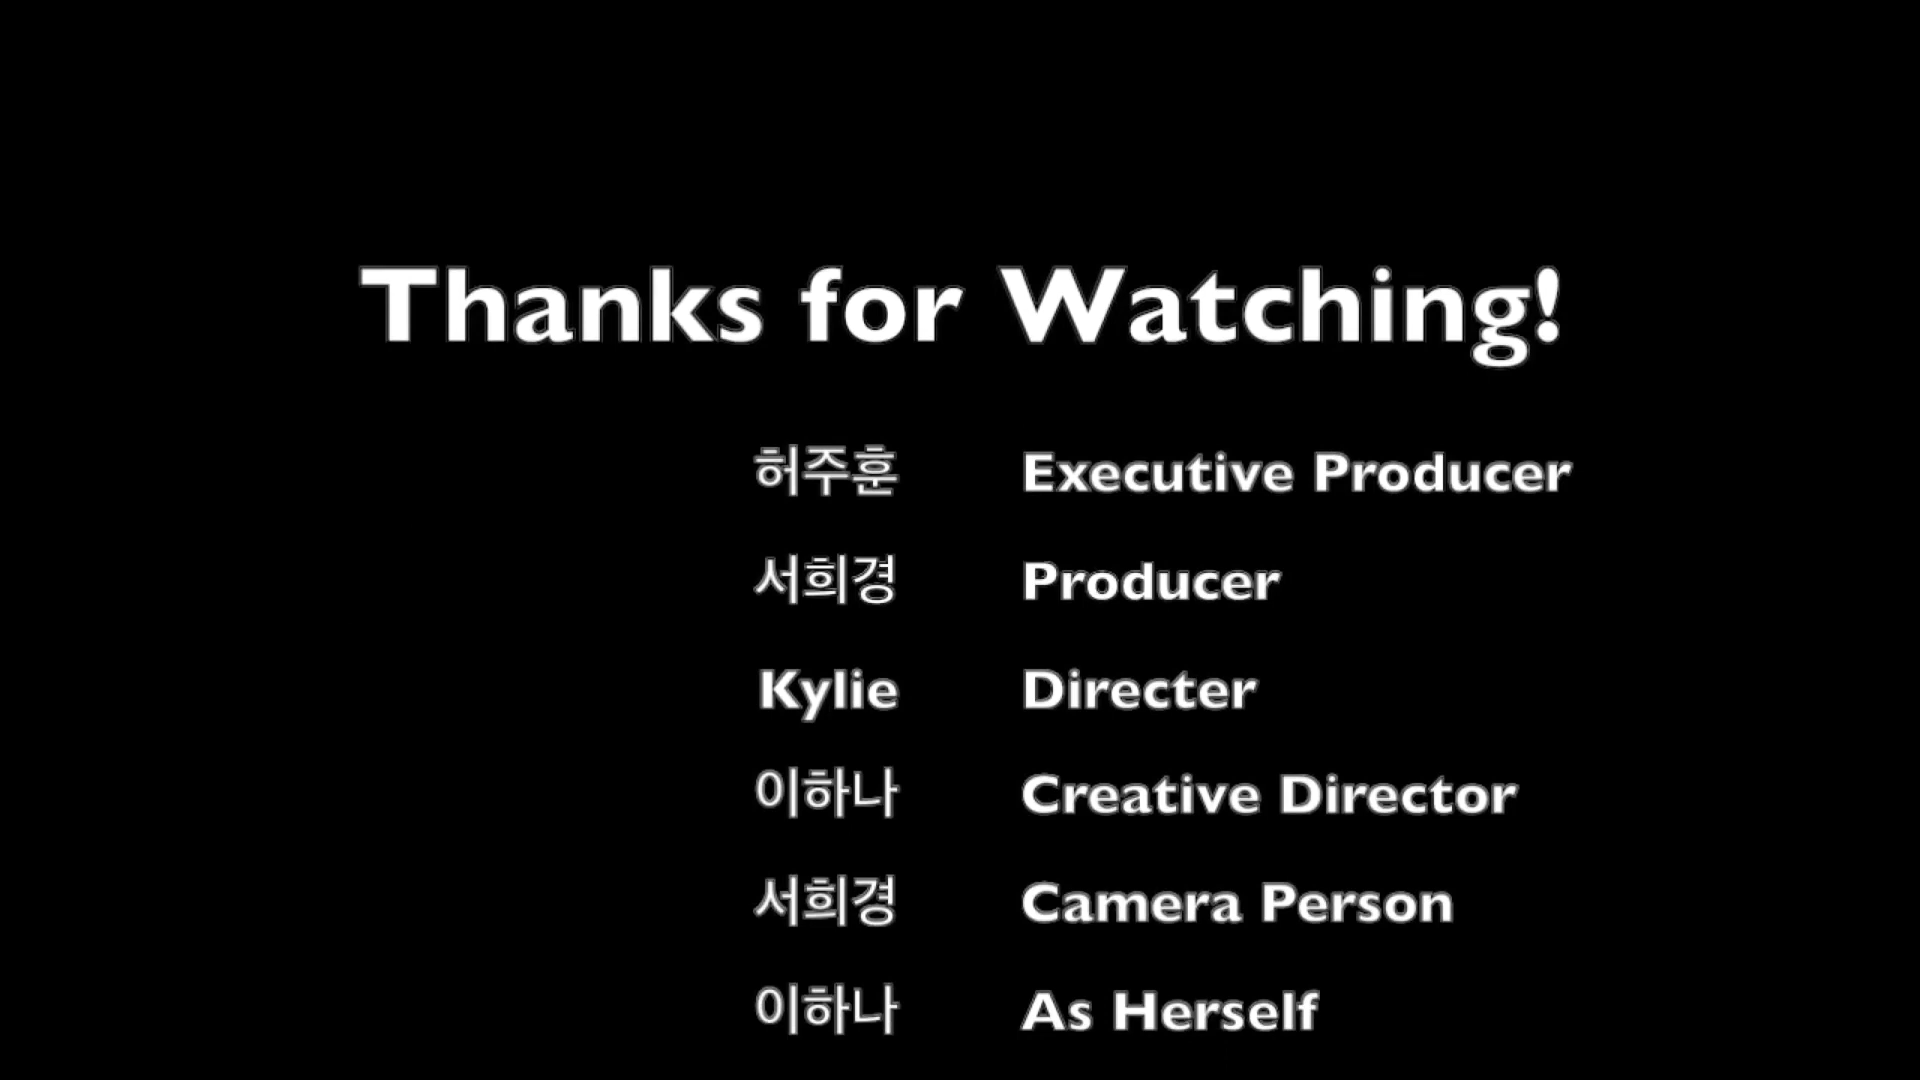 Thanks for Watching!
허주훈 Executive Producer
서희경 Producer
Kylie Directer
이하나 Creative Director
서희경 Camera Person
이하나 As Herself